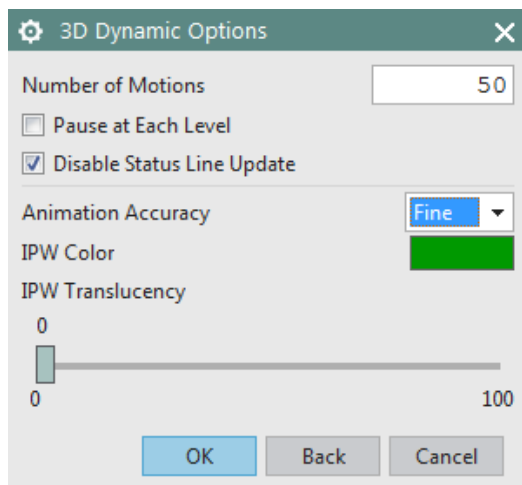 3D Dynamic Options
Number of Motions 50
Pause at Each Level
Disable Status Line Update
Animation Accuracy Fine
IPW Color
IPW Translucency
0
0 100
OK Back Cancel